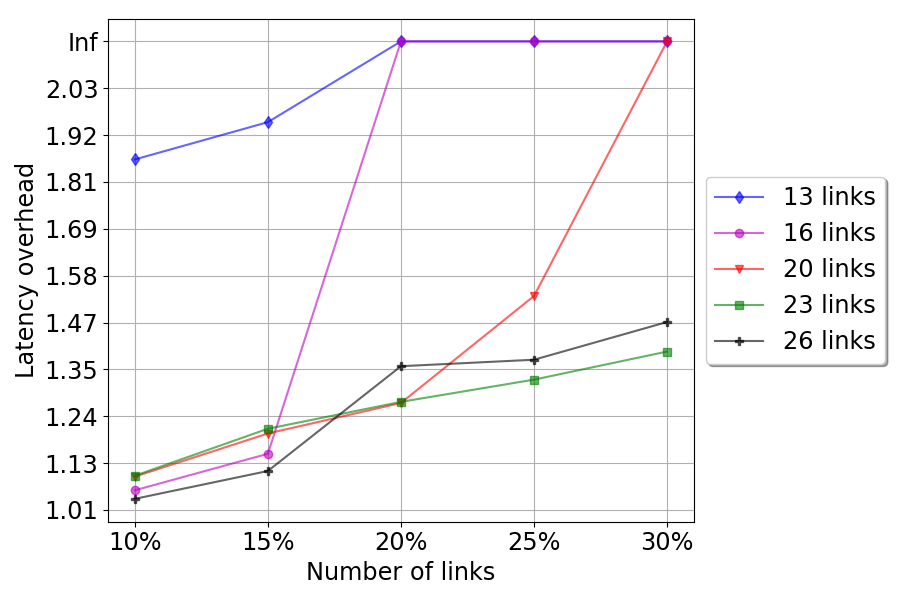 Inf
2.03
1.92
1.81
1.69
1.58
1.47
1.35
1.24
1.13
1.01
Latency overhead
10% 15% 20% 25% 30%
Number of links
13 links
16 links
20 links
23 links
26 links